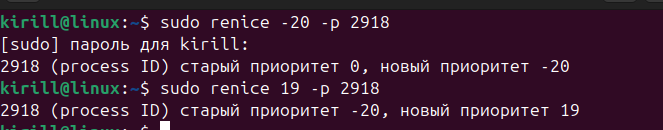 kirill@linux:~$ sudo renice -20 -p 2918
[sudo] пароль для kirill:
2918 (process ID) старый приоритет 0, новый приоритет -20
kirill@linux:~$ sudo renice 19 -p 2918
2918 (process ID) старый приоритет -20, новый приоритет 19
kirill@linux:~$